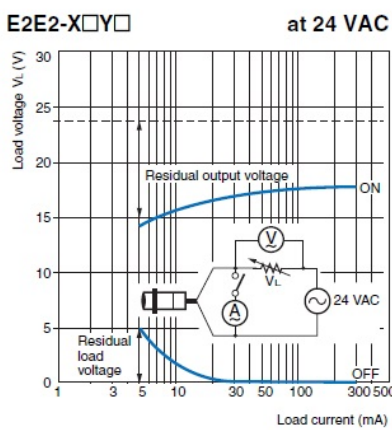 E2E2-X□Y□ at 24 VAC
Load voltage VL (V)
30
25
20
Residual output voltage
ON
15
10
V
VL
24 VAC
A
5
Residual
load
voltage
OFF
0
1 3 5 10 30 50 100 300 500
Load current (mA)